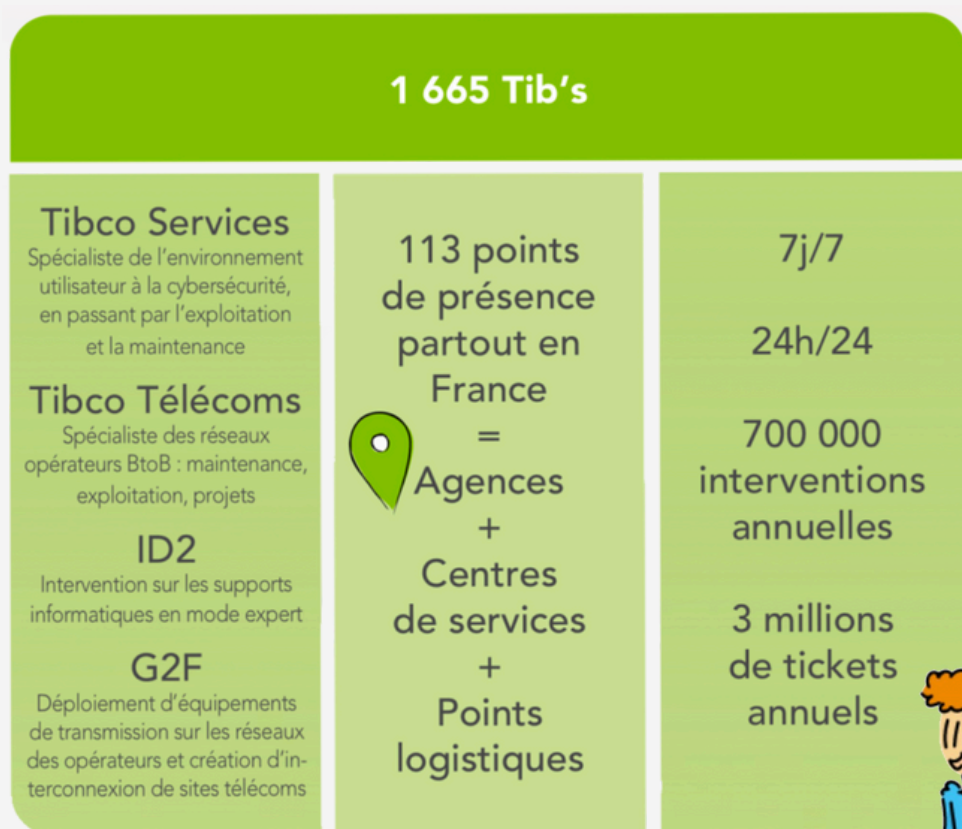 1 665 Tib's
Tibco Services
Spécialiste de l'environnement
utilisateur à la cybersécurité,
en passant par l'exploitation
et la maintenance
Tibco Télécoms
Spécialiste des réseaux
opérateurs BtoB : maintenance,
exploitation, projets
ID2
Intervention sur les supports
informatiques en mode expert
G2F
Déploiement d'équipements
de transmission sur les réseaux
des opérateurs et création d'in-
terconnexion de sites télécoms
113 points
de présence
partout en
France
=
Agences
+
Centres
de services
+
Points
logistiques
7j/7
24h/24
700 000
interventions
annuelles
3 millions
de tickets
annuels